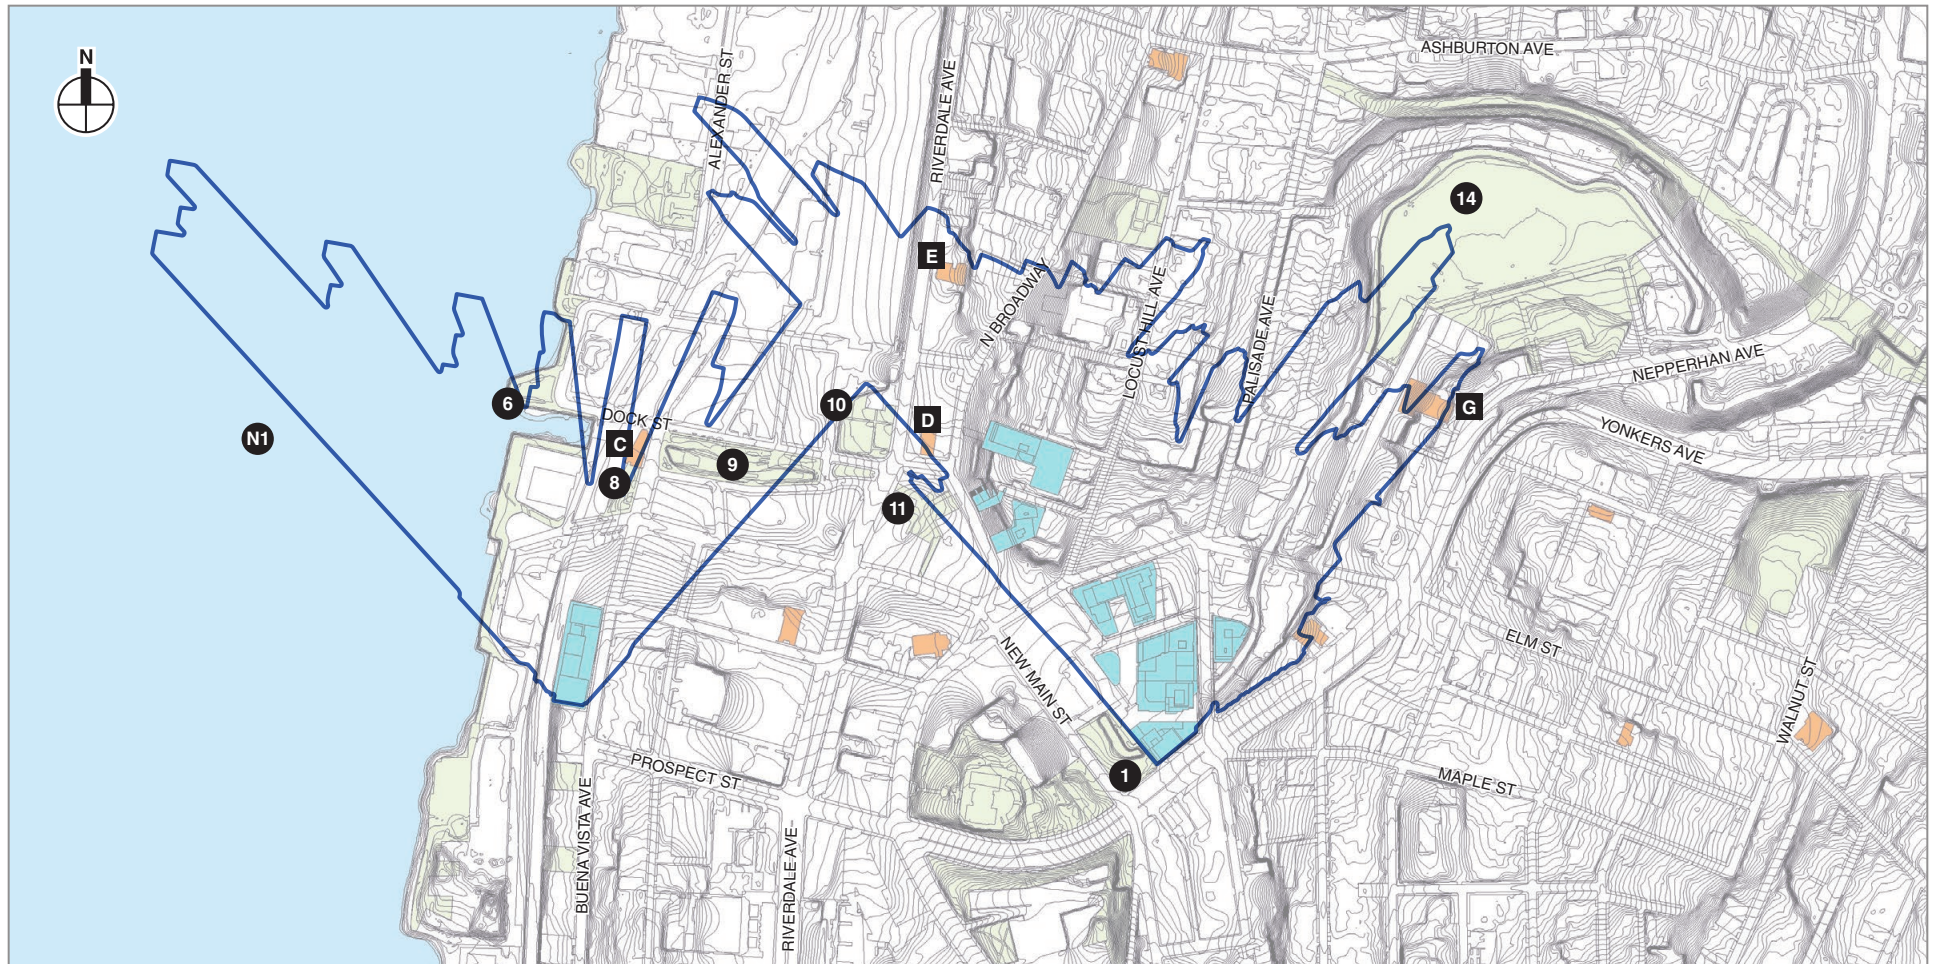 ASHBURTON AVE
N
ALEXANDER ST
RIVERDALE AVE
14
E
N BROADWAY
LOCUST HILL AVE
PALISADE AVE
NEPPERHAN AVE
6
10
DOCK ST
D
G
N1
C
YONKERS AVE
9
8
11
NEW MAIN ST
ELM ST
WALNUT ST
PROSPECT ST
1
MAPLE ST
BUENA VISTA AVE
RIVERDALE AVE